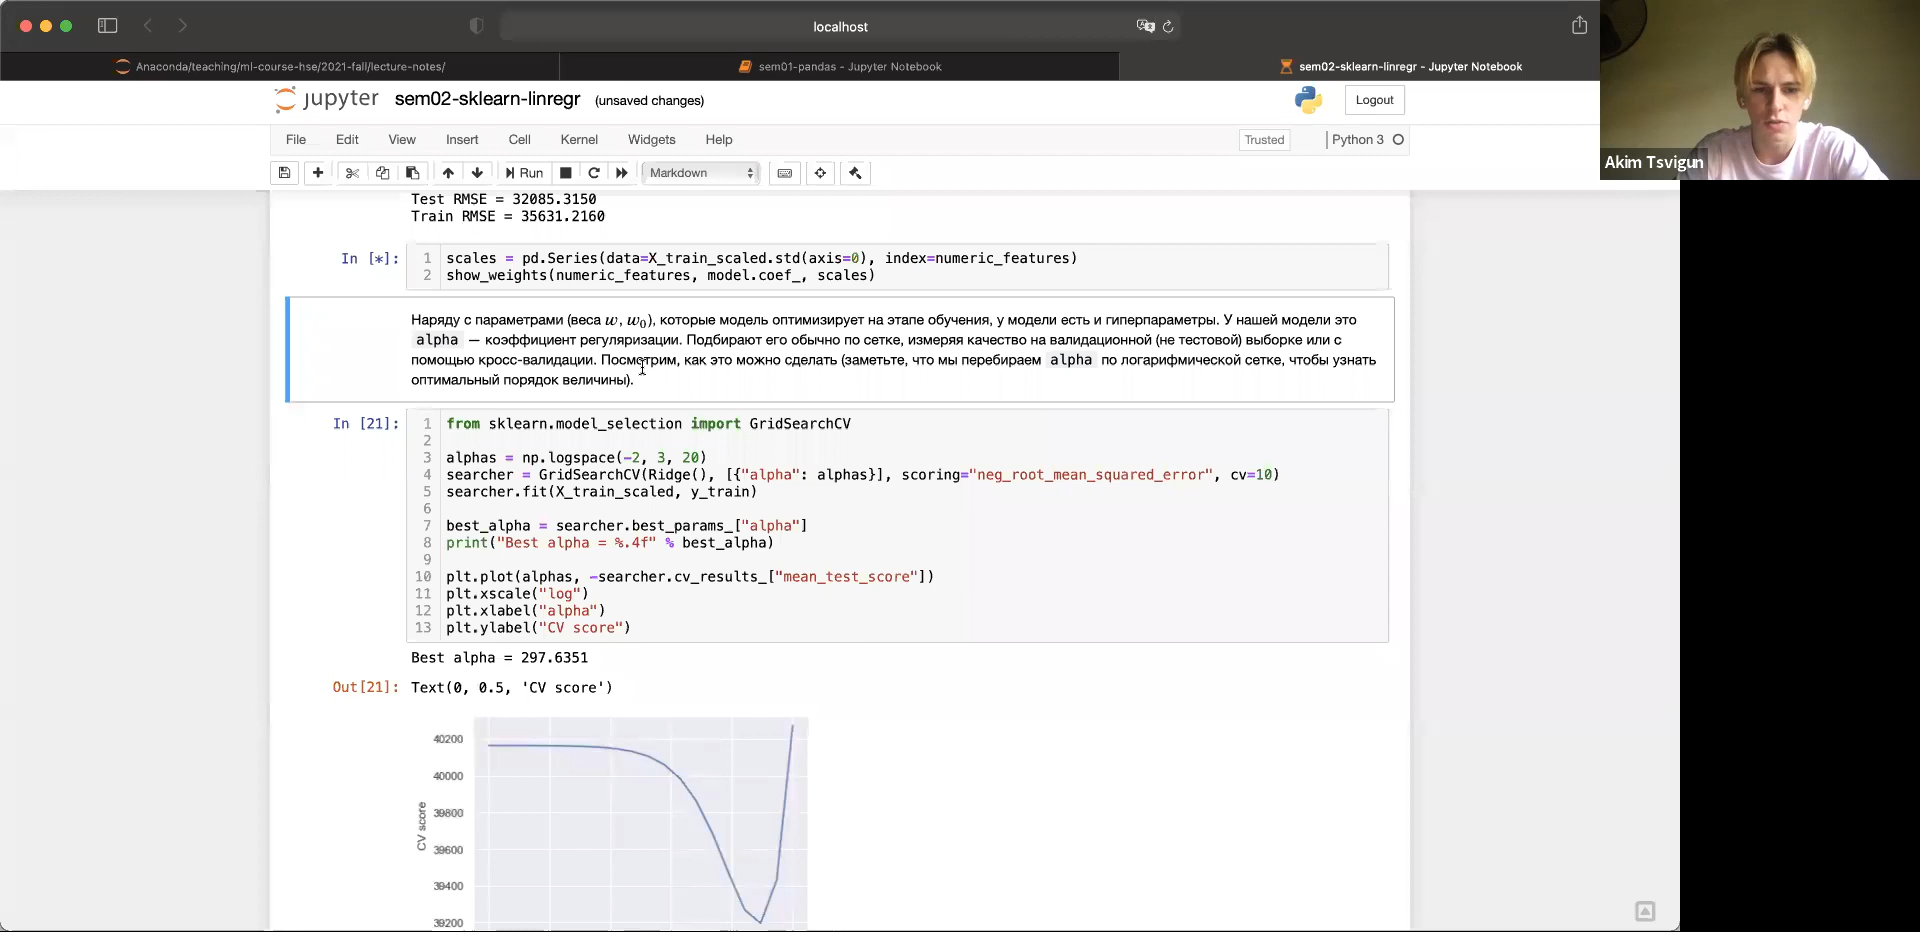 localhost
Anaconda/teaching/ml-course-hse/2021-fall/lecture-notes/
sem01-pandas - Jupyter Notebook
sem02-sklearn-linregr - Jupyter Notebook
jupyter sem02-sklearn-linregr (unsaved changes)
Logout
File Edit View Insert Cell Kernel Widgets Help
Trusted
Python 3
Akim Tsvigun
Run
Markdown
Test RMSE = 32085.3150
Train RMSE = 35631.2160
In [*]:
1 scales = pd.Series(data=X_train_scaled.std(axis=0), index=numeric_features)
2 show_weights(numeric_features, model.coef_, scales)
Наряду с параметрами (веса w, w0), которые модель оптимизирует на этапе обучения, у модели есть и гиперпараметры. У нашей модели это
alpha — коэффициент регуляризации. Подбирают его обычно по сетке, измеряя качество на валидационной (не тестовой) выборке или с
помощью кросс-валидации. Посмотрим, как это можно сделать (заметьте, что мы перебираем alpha по логарифмической сетке, чтобы узнать
оптимальный порядок величины).
In [21]:
1 from sklearn.model_selection import GridSearchCV
2
3 alphas = np.logspace(-2, 3, 20)
4 searcher = GridSearchCV(Ridge(), [{"alpha": alphas}], scoring="neg_root_mean_squared_error", cv=10)
5 searcher.fit(X_train_scaled, y_train)
6
7 best_alpha = searcher.best_params_["alpha"]
8 print("Best alpha = %.4f" % best_alpha)
9
10 plt.plot(alphas, -searcher.cv_results_["mean_test_score"])
11 plt.xscale("log")
12 plt.xlabel("alpha")
13 plt.ylabel("CV score")
Best alpha = 297.6351
Out[21]: Text(0, 0.5, 'CV score')
40200
40000
39800
39600
39400
39200
CV score